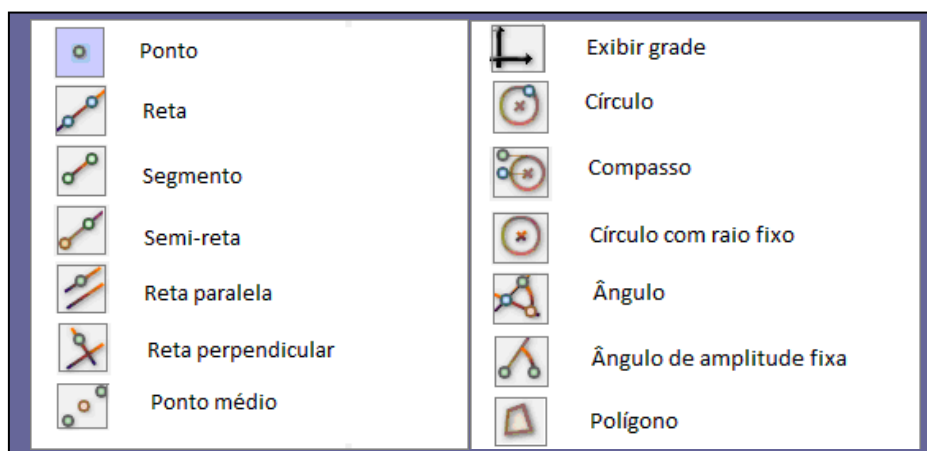 Ponto
Reta
Segmento
Semi-reta
Reta paralela
Reta perpendicular
Ponto médio
Exibir grade
Círculo
Compasso
Círculo com raio fixo
Ângulo
Ângulo de amplitude fixa
Polígono